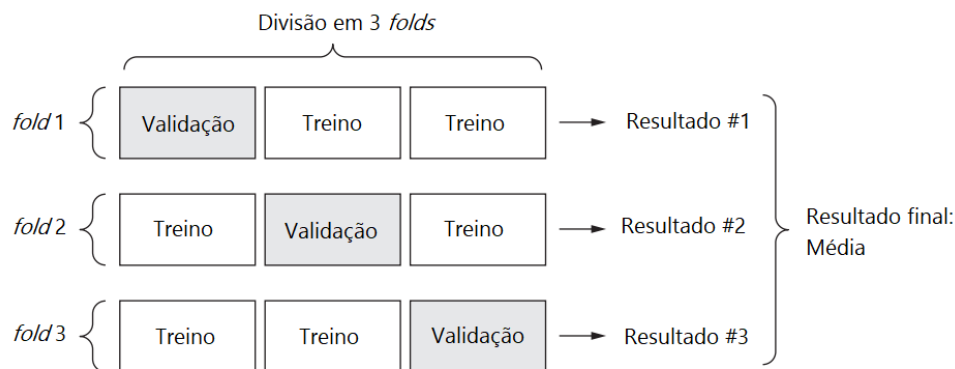 Divisão em 3 folds
fold 1
Validação
Treino
Treino
Resultado #1
fold 2
Treino
Validação
Treino
Resultado #2
Resultado final:
Média
fold 3
Treino
Treino
Validação
Resultado #3